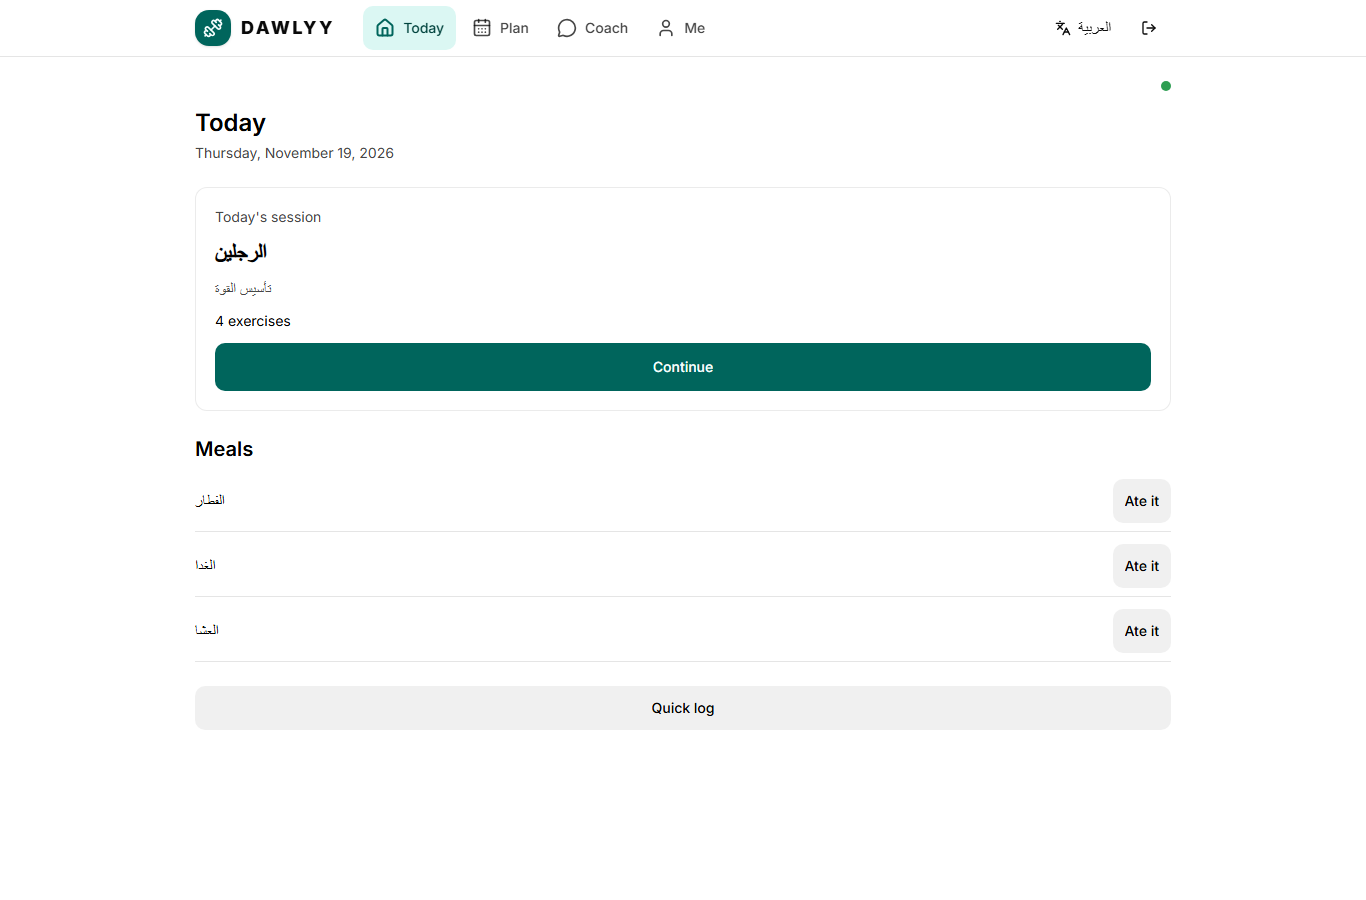 DAWLYY
Today
Plan
Coach
Me
العربية
Today
Thursday, November 19, 2026
Today's session
الرجلين
تأسيس القوة
4 exercises
Continue
Meals
الفطار
Ate it
الغدا
Ate it
العشا
Ate it
Quick log